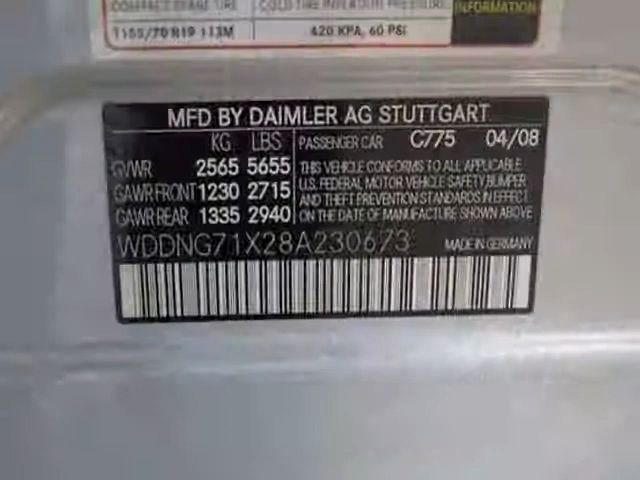 COMPACT SPARE TIRE COLD TIRE INFLATION PRESSURE INFORMATION
T155/70 R19 113M 420 KPA, 60 PSI
MFD BY DAIMLER AG STUTTGART
KG LBS PASSENGER CAR C775 04/08
GVWR 2565 5655 THIS VEHICLE CONFORMS TO ALL APPLICABLE
GAWR FRONT 1230 2715 U.S. FEDERAL MOTOR VEHICLE SAFETY,BUMPER
AND THEFT PREVENTION STANDARDS IN EFFECT
GAWR REAR 1335 2940 ON THE DATE OF MANUFACTURE SHOWN ABOVE
WDDNG71X28A230673 MADE IN GERMANY